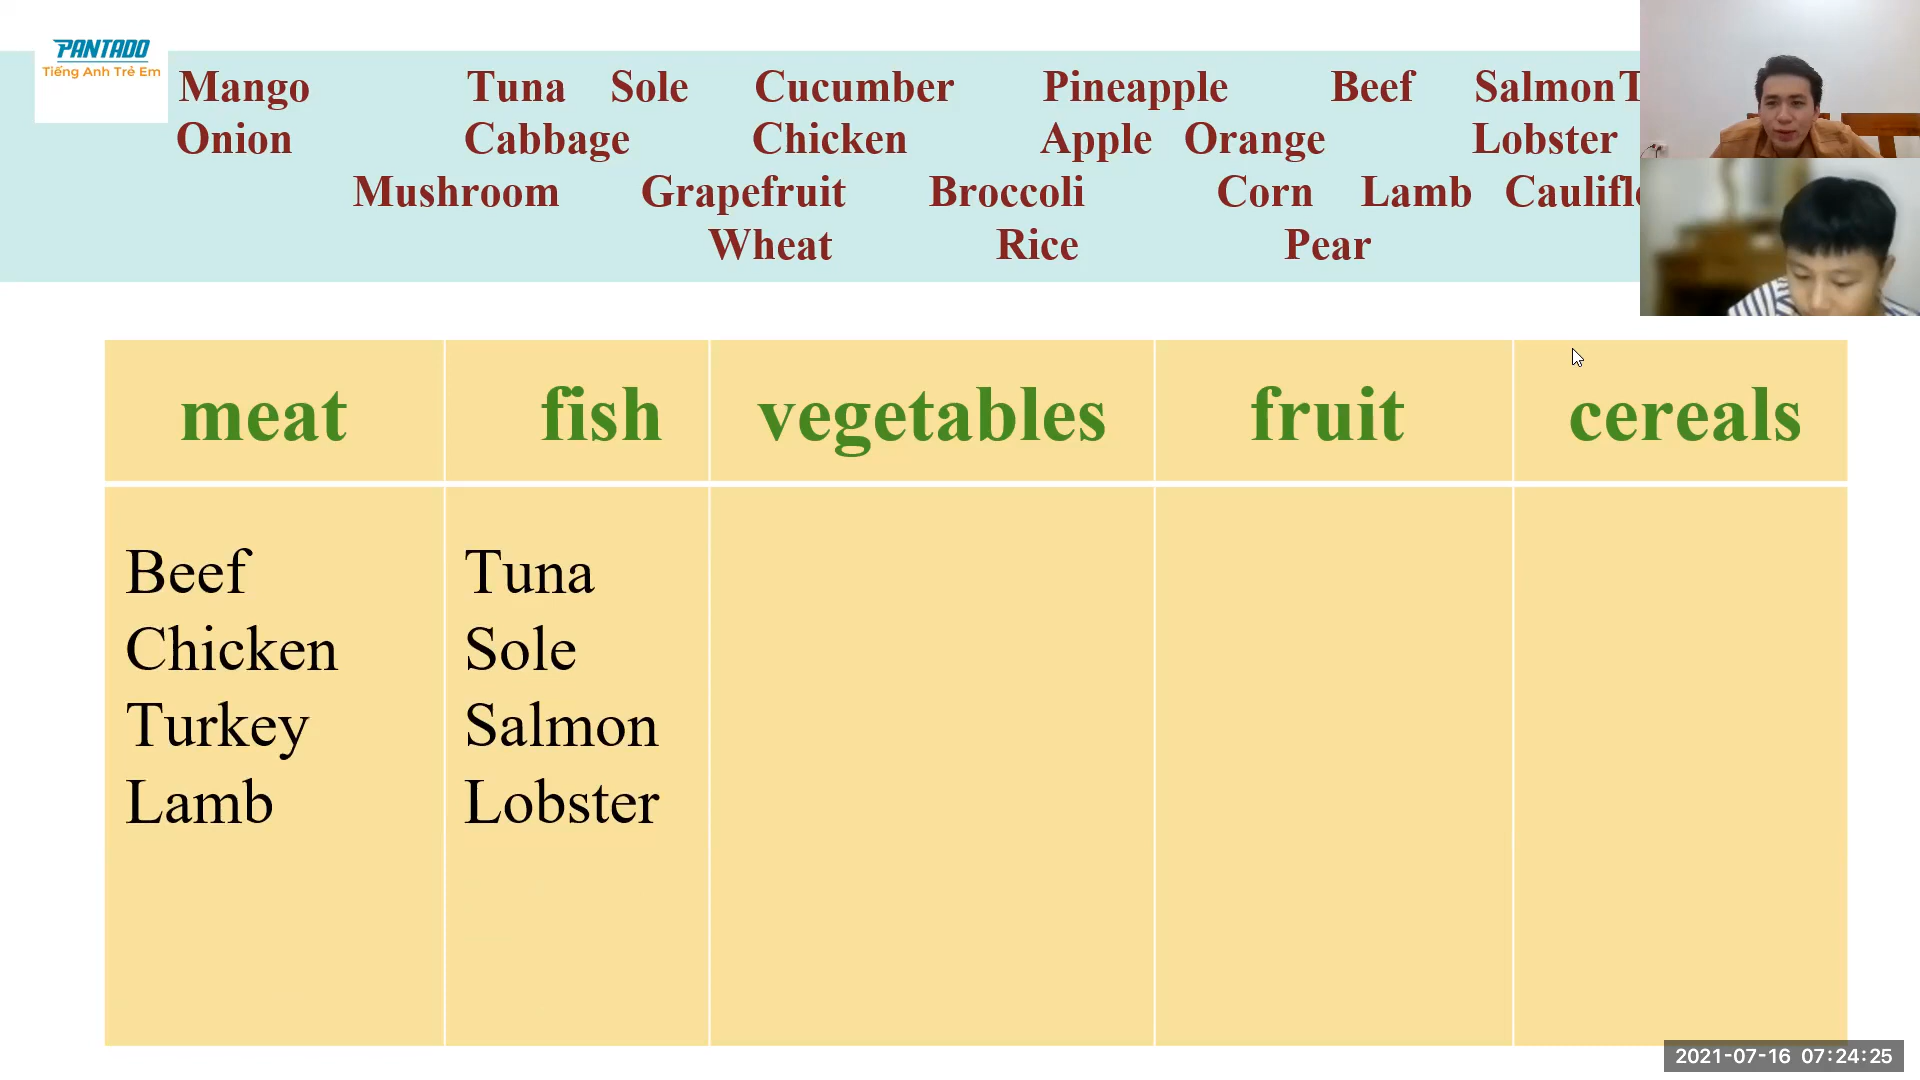 PANTADO
Tiếng Anh Trẻ Em
Mango Tuna Sole Cucumber Pineapple Beef Salmon
Onion Cabbage Chicken Apple Orange Lobster
Mushroom Grapefruit Broccoli Corn Lamb
Wheat Rice Pear
meat fish vegetables fruit cereals
Beef Tuna
Chicken Sole
Turkey Salmon
Lamb Lobster
2021-07-16 07:24:25